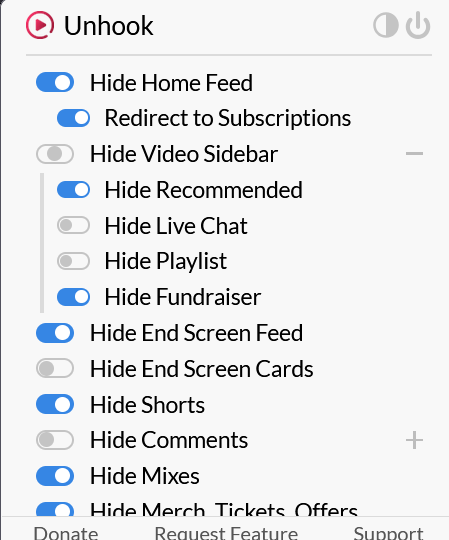 Unhook
Hide Home Feed
Redirect to Subscriptions
Hide Video Sidebar
Hide Recommended
Hide Live Chat
Hide Playlist
Hide Fundraiser
Hide End Screen Feed
Hide End Screen Cards
Hide Shorts
Hide Comments
Hide Mixes
Hide Merch, Tickets, Offers
Donate Request Feature Support